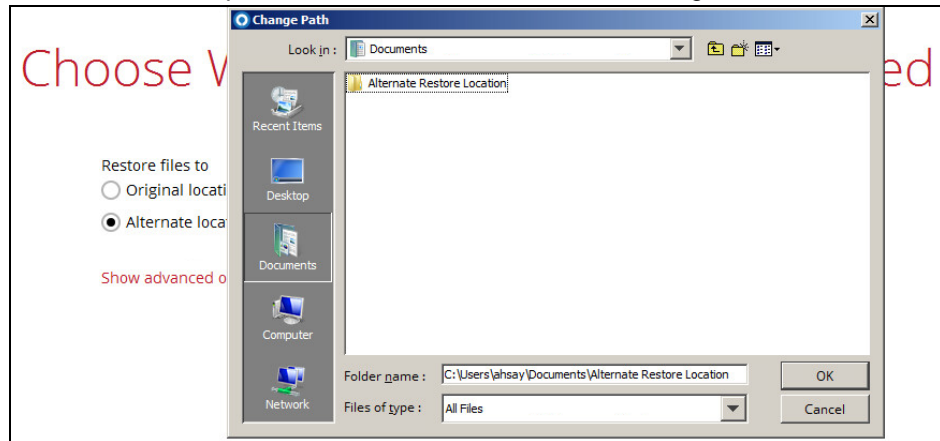 Change Path
Look in :
Documents
Choose W
ed
Alternate Restore Location
Recent Items
Restore files to
Original locati
Desktop
Alternate loca
Documents
Show advanced o
Computer
Folder name :
C:\Users\ahsay\Documents\Alternate Restore Location
OK
Network
Files of type :
All Files
Cancel